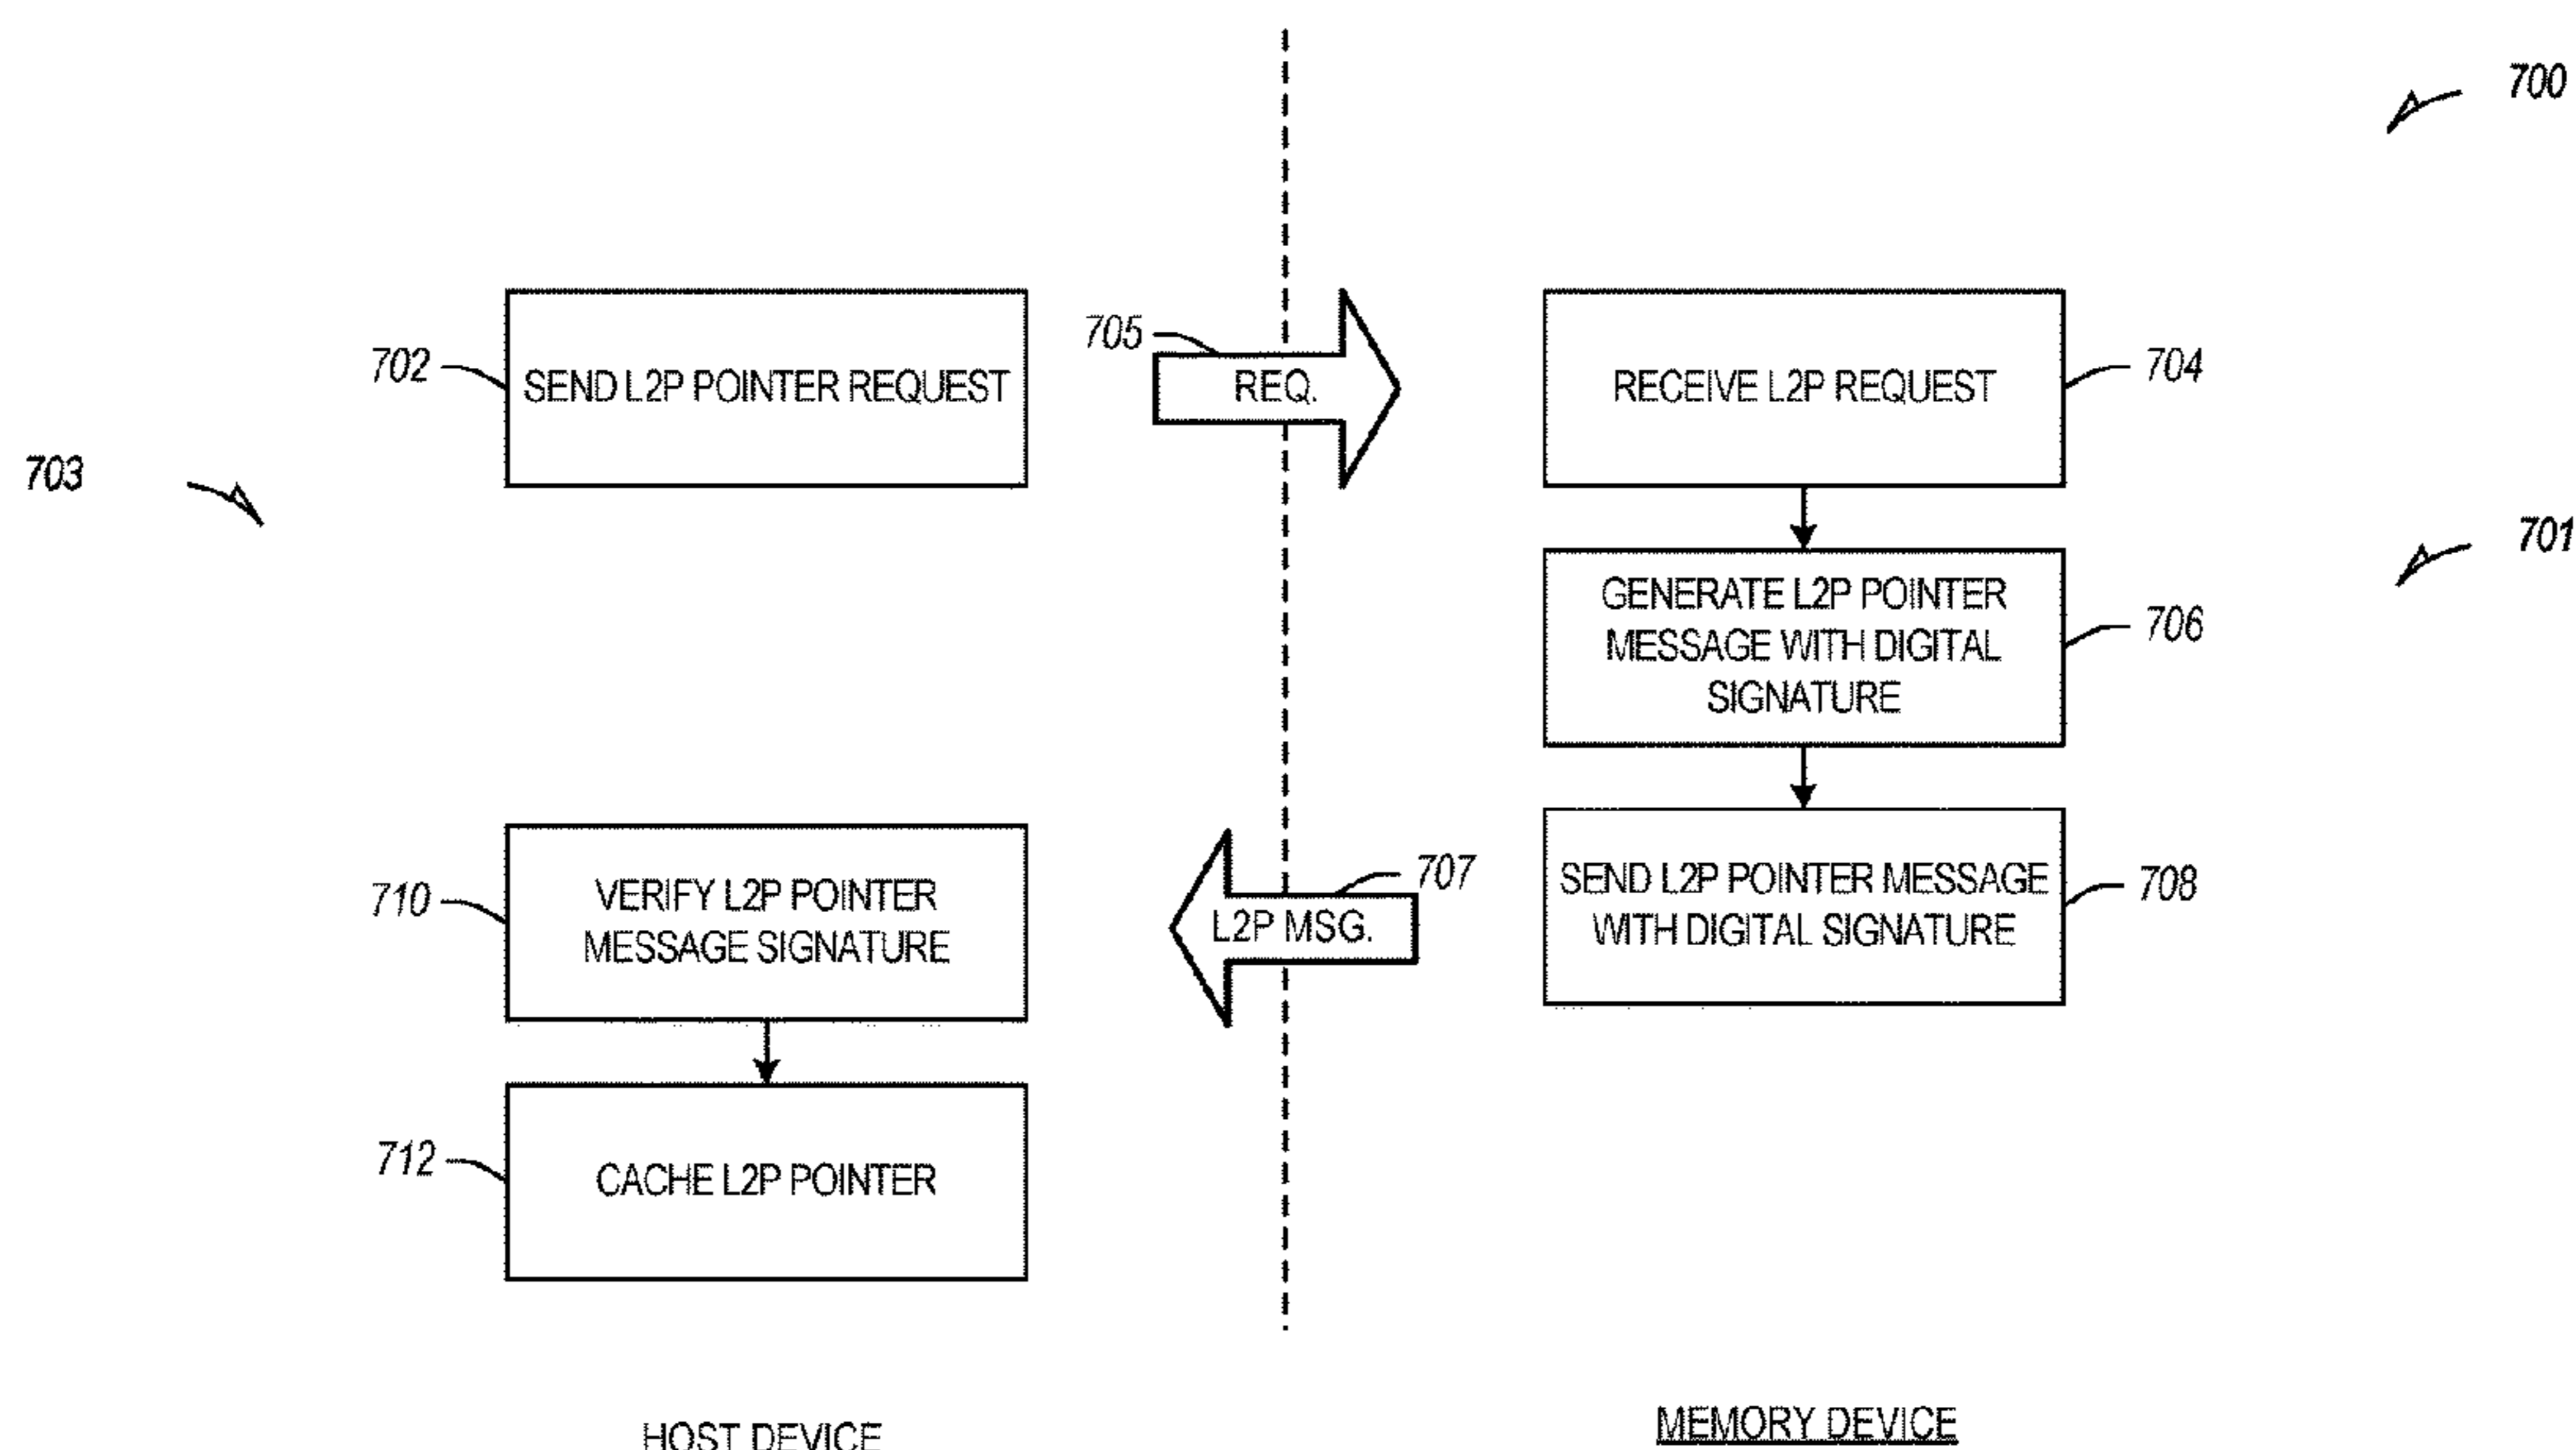 700
705
702
SEND L2P POINTER REQUEST
REQ.
RECEIVE L2P REQUEST
704
703
701
GENERATE L2P POINTER
MESSAGE WITH DIGITAL
SIGNATURE
706
710
VERIFY L2P POINTER
MESSAGE SIGNATURE
707
L2P MSG.
SEND L2P POINTER MESSAGE
WITH DIGITAL SIGNATURE
708
712
CACHE L2P POINTER
HOST DEVICE
MEMORY DEVICE